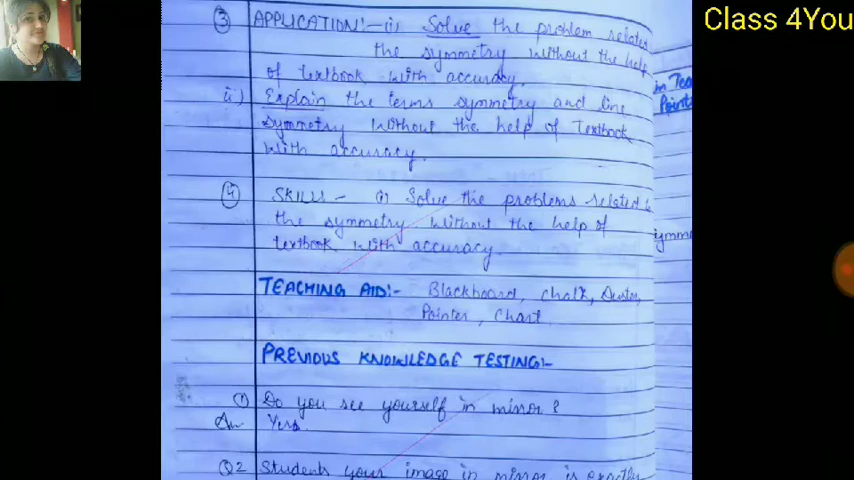 Class 4You
③ APPLICATION:- (i) Solve the problem related
the symmetry without the help
of textbook with accuracy.
ii) Explain the terms symmetry and line
symmetry without the help of Textbook
with accuracy.
④ SKILLS - (i) Solve the problems related to
the symmetry without the help of
textbook with accuracy.
TEACHING AID:- Blackboard, chalk, Duster,
Pointer, Chart
PREVIOUS KNOWLEDGE TESTING:-
① Do you see yourself in mirror?
Ans Yes.
Q2 Students your image in mirror is exactly
Points
symm